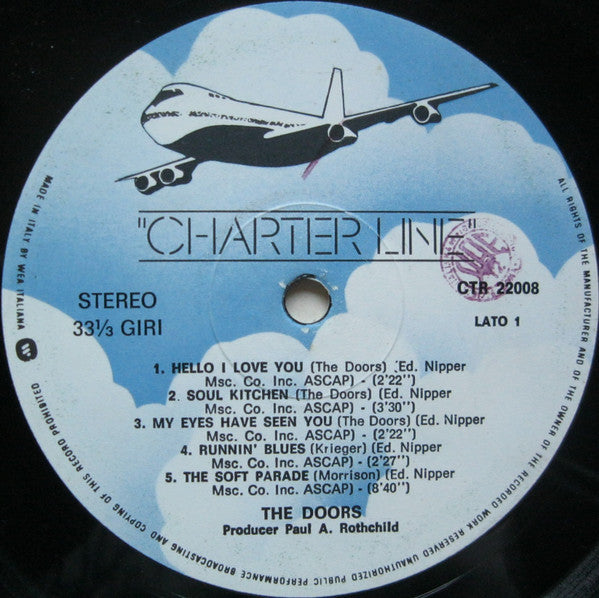 "CHARTER LINE"
STEREO
33⅓ GIRI
CTR 22008
LATO 1
1. HELLO I LOVE YOU (The Doors) (Ed. Nipper
Msc. Co. Inc. ASCAP) - (2'22'')
2. SOUL KITCHEN (The Doors) (Ed. Nipper
Msc. Co. Inc. ASCAP) - (3'30'')
3. MY EYES HAVE SEEN YOU (The Doors) (Ed. Nipper
Msc. Co. Inc. ASCAP) - (2'22'')
4. RUNNIN' BLUES (Krieger) (Ed. Nipper
Msc. Co. Inc. ASCAP) - (2'27'')
5. THE SOFT PARADE (Morrison) (Ed. Nipper
Msc. Co. Inc. ASCAP) - (8'40'')
THE DOORS
Producer Paul A. Rothchild
MADE IN ITALY BY WEA ITALIANA
ALL RIGHTS OF THE MANUFACTURER AND OF THE OWNER OF THE RECORDED WORK RESERVED UNAUTHORIZED PUBLIC PERFORMANCE BROADCASTING AND COPYING OF THIS RECORD PROHIBITED